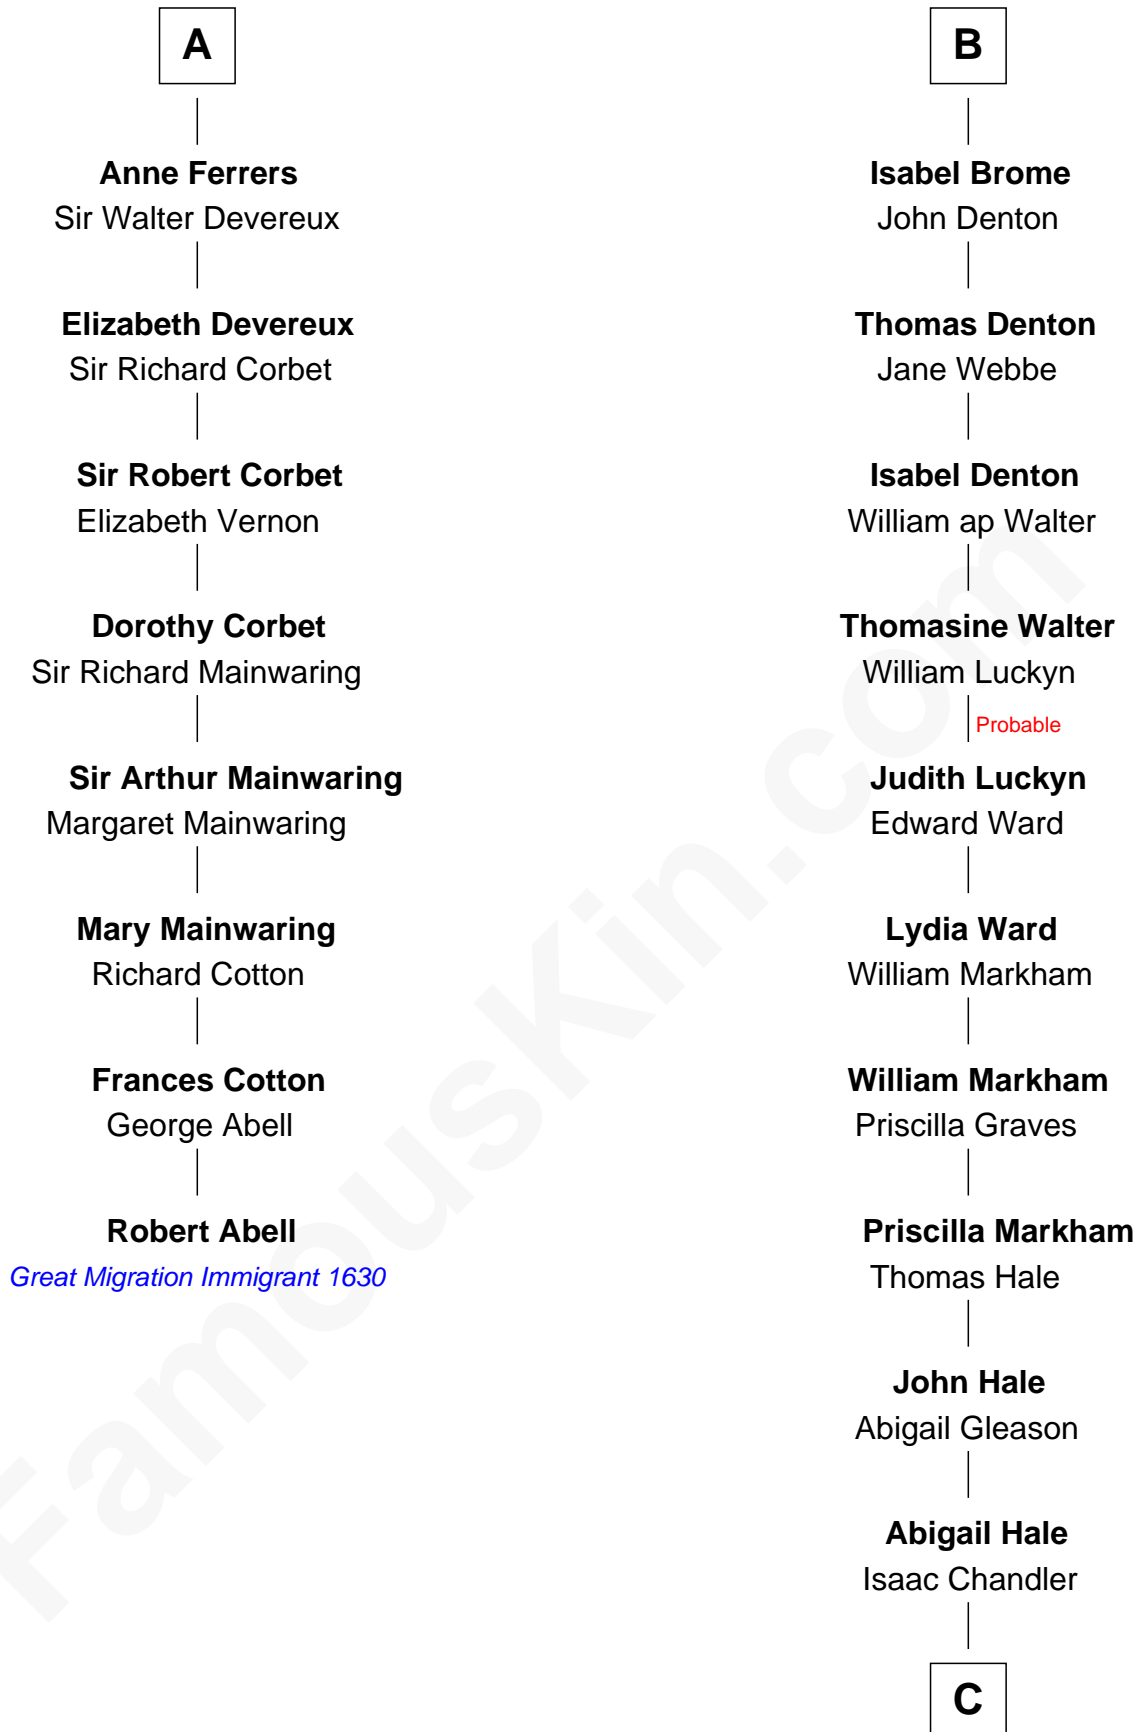 A
Anne Ferrers
Sir Walter Devereux
Elizabeth Devereux
Sir Richard Corbet
Sir Robert Corbet
Elizabeth Vernon
Dorothy Corbet
Sir Richard Mainwaring
Sir Arthur Mainwaring
Margaret Mainwaring
Mary Mainwaring
Richard Cotton
Frances Cotton
George Abell
Robert Abell
Great Migration Immigrant 1630
B
Isabel Brome
John Denton
Thomas Denton
Jane Webbe
Isabel Denton
William ap Walter
Thomasine Walter
William Luckyn
Probable
Judith Luckyn
Edward Ward
Lydia Ward
William Markham
William Markham
Priscilla Graves
Priscilla Markham
Thomas Hale
John Hale
Abigail Gleason
Abigail Hale
Isaac Chandler
C
FamousKin.com